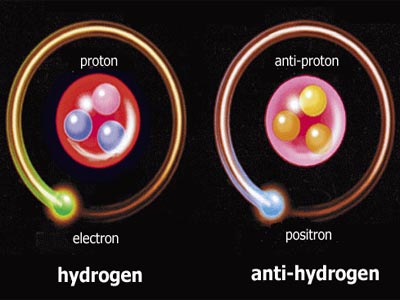 proton
electron
hydrogen
anti-proton
positron
anti-hydrogen